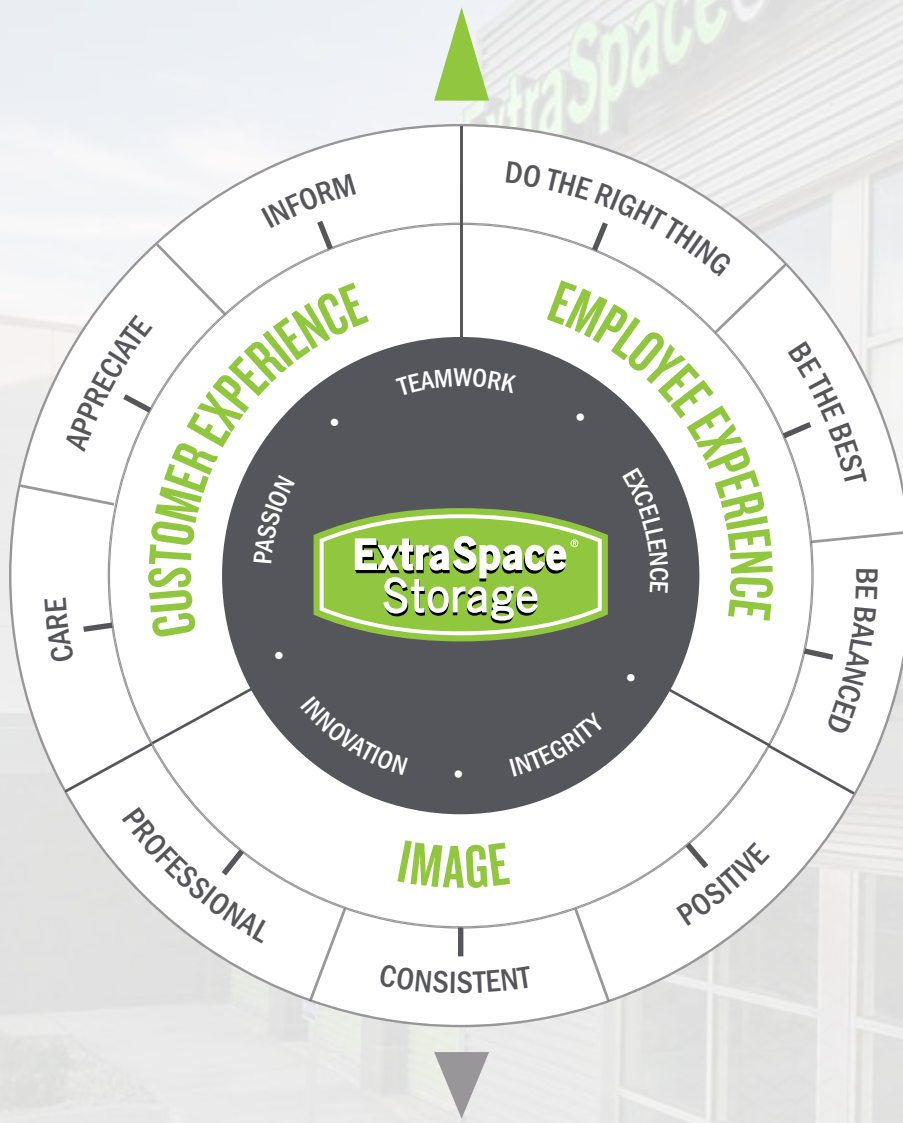 ExtraSpace
INFORM
DO THE RIGHT THING
APPRECIATE
BE THE BEST
CARE
BE BALANCED
PROFESSIONAL
CONSISTENT
POSITIVE
CUSTOMER EXPERIENCE
EMPLOYEE EXPERIENCE
IMAGE
TEAMWORK
PASSION
EXCELLENCE
INNOVATION
INTEGRITY
ExtraSpace®
Storage